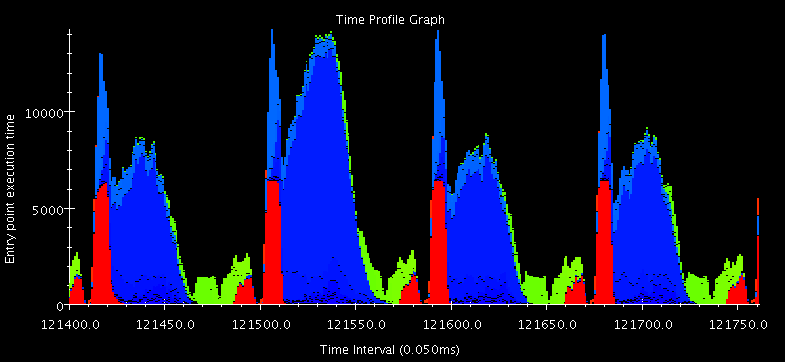 Time Profile Graph
Entry point execution time
10000
5000
0
121400.0 121450.0 121500.0 121550.0 121600.0 121650.0 121700.0 121750.0
Time Interval (0.050ms)